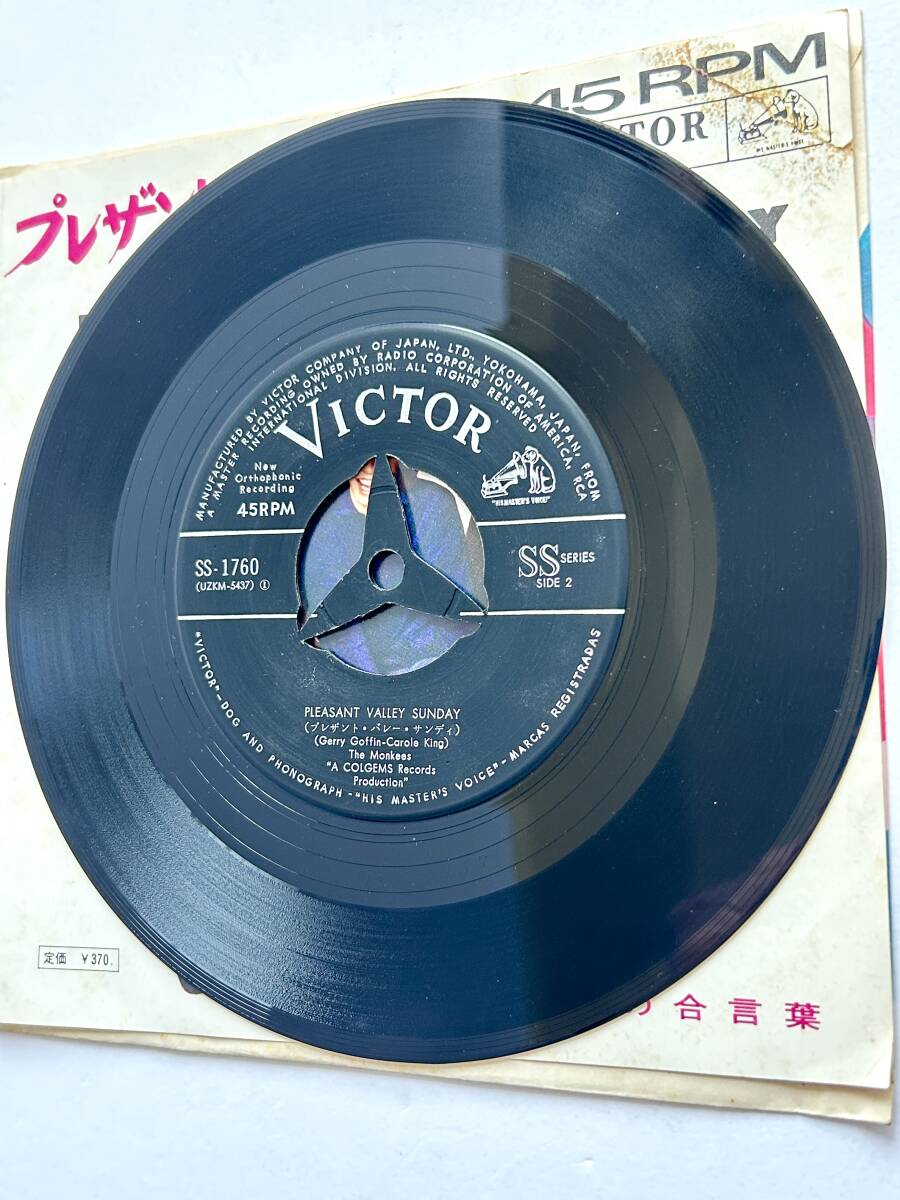 45 RPM
プレザント
MANUFACTURED BY VICTOR COMPANY OF JAPAN, LTD., YOKOHAMA, JAPAN, FROM
A MASTER RECORDING OWNED BY RADIO CORPORATION OF AMERICA, RCA
INTERNATIONAL DIVISION. ALL RIGHTS RESERVED
VICTOR
New
Orthophonic
Recording
45RPM
"HIS MASTER'S VOICE"
SS-1760
(UZKM-5437) ①
SS SERIES
SIDE 2
PLEASANT VALLEY SUNDAY
(プレザント・バレー・サンディ)
(Gerry Goffin-Carole King)
The Monkees
"A COLGEMS Records
Production"
"VICTOR"-DOG AND PHONOGRAPH-"HIS MASTER'S VOICE"-MARCAS REGISTRADAS
定価 ¥370.
の合言葉